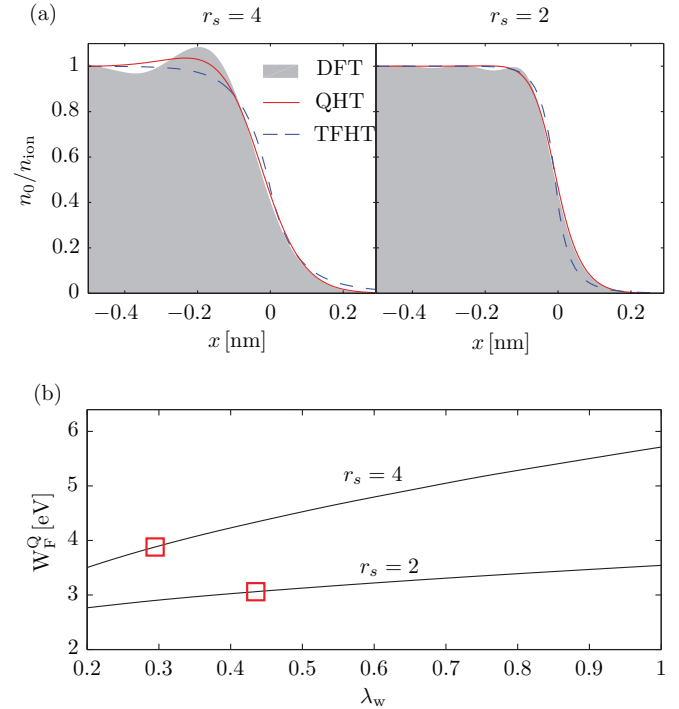 (a)
r_s = 4
r_s = 2
DFT
QHT
TFHT
n_0/n_ion
1
0.8
0.6
0.4
0.2
0
−0.4 −0.2 0 0.2
−0.4 −0.2 0 0.2
x [nm]
x [nm]
(b)
W_F^Q [eV]
6
5
4
3
2
r_s = 4
r_s = 2
0.2 0.3 0.4 0.5 0.6 0.7 0.8 0.9 1
λ_w